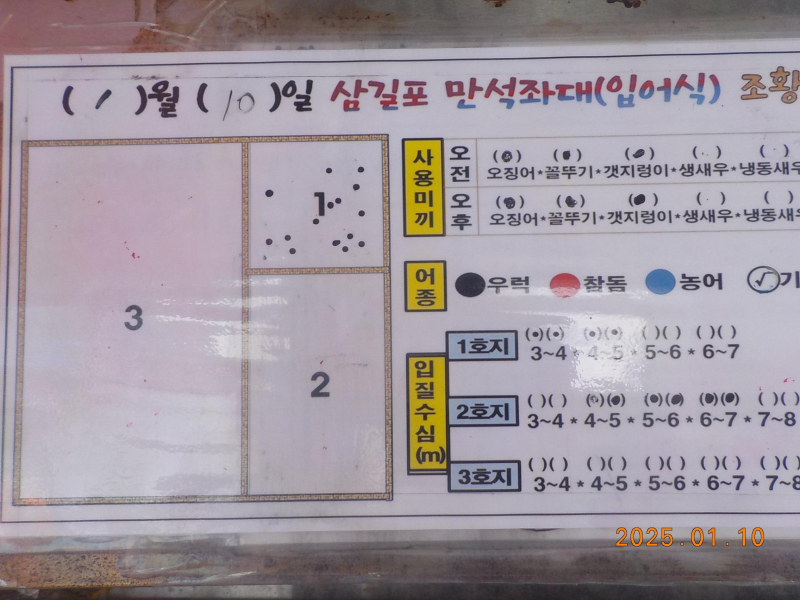 ( 1 )월 ( 10 )일 삼길포 만석좌대(입어식) 조황
1
2
3
사용미끼
오전
( ) ( ) ( ) ( ) ( )
오징어*꼴뚜기*갯지렁이*생새우*냉동새우
오후
( ) ( ) ( ) ( ) ( )
오징어*꼴뚜기*갯지렁이*생새우*냉동새우
어종
우럭 참돔 농어 √ 기
입질수심(m)
1호지
(•)(•) (•)(•) ( )( ) ( )( )
3~4 * 4~5 * 5~6 * 6~7
2호지
( )( ) (●)(●) (●)(●) (●)(●) ( )( )
3~4 * 4~5 * 5~6 * 6~7 * 7~8
3호지
( )( ) ( )( ) ( )( ) ( )( ) ( )( )
3~4 * 4~5 * 5~6 * 6~7 * 7~8
2025.01.10